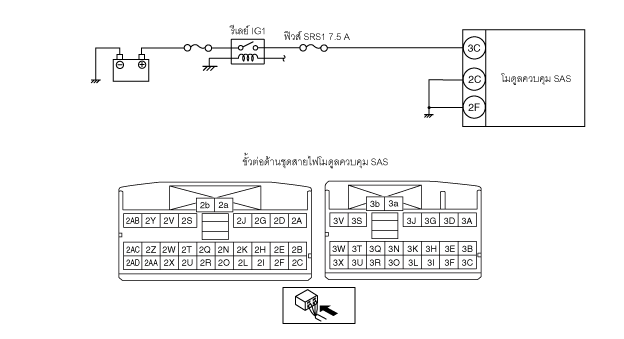 รีเลย์ IG1
ฟิวส์ SRS1 7.5 A
3C
2C
โมดูลควบคุม SAS
2F
ขั้วต่อด้านชุดสายไฟโมดูลควบคุม SAS
2b 2a
2AB 2Y 2V 2S 2J 2G 2D 2A
2AC 2Z 2W 2T 2Q 2N 2K 2H 2E 2B
2AD 2AA 2X 2U 2R 2O 2L 2I 2F 2C
3b 3a
3V 3S 3J 3G 3D 3A
3W 3T 3Q 3N 3K 3H 3E 3B
3X 3U 3R 3O 3L 3I 3F 3C